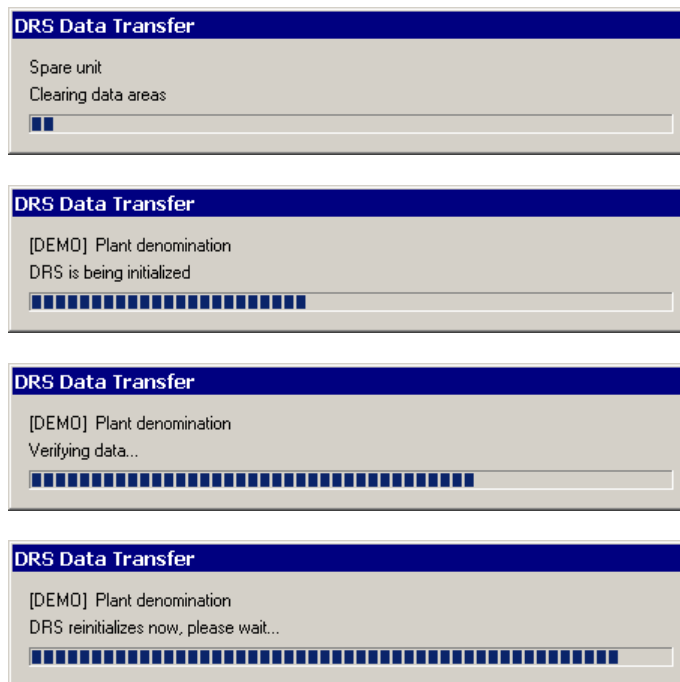 DRS Data Transfer
Spare unit
Clearing data areas
DRS Data Transfer
[DEMO] Plant denomination
DRS is being initialized
DRS Data Transfer
[DEMO] Plant denomination
Verifying data...
DRS Data Transfer
[DEMO] Plant denomination
DRS reinitializes now, please wait...